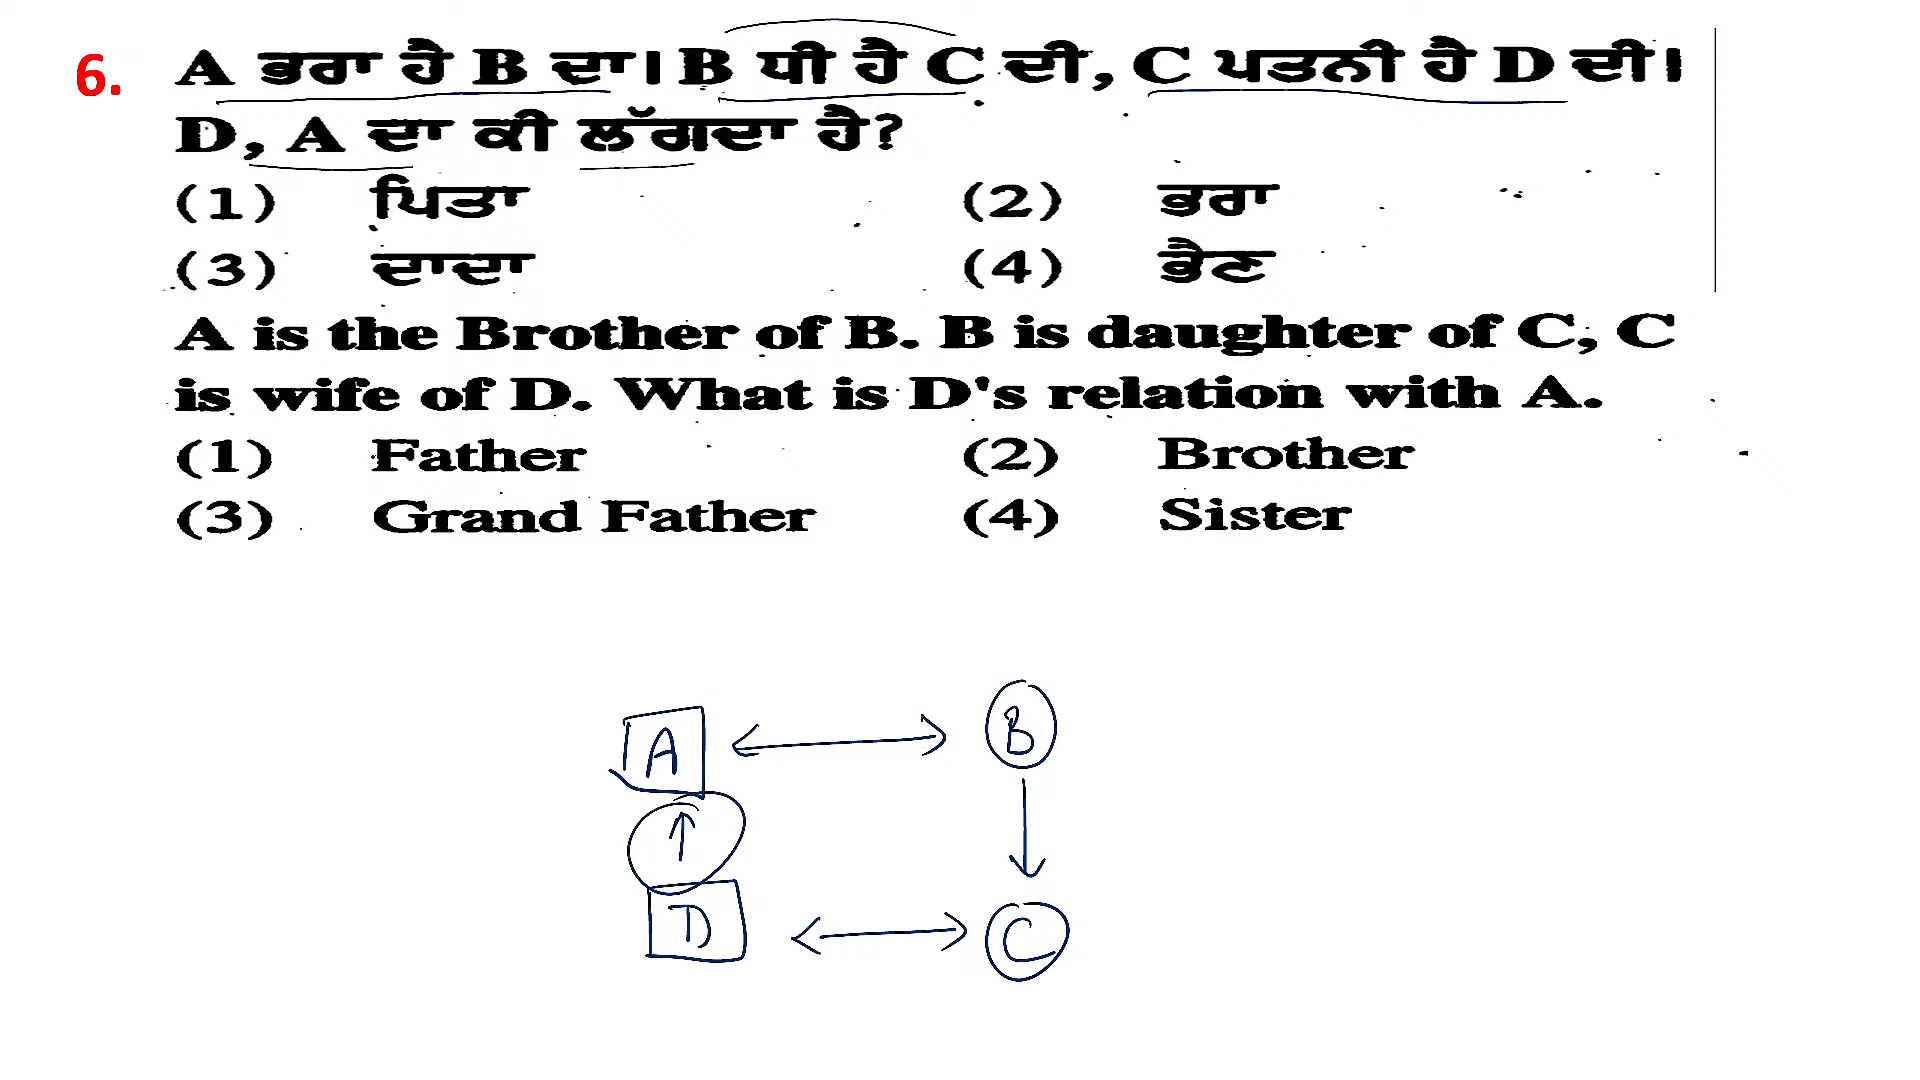 6. A ਭਰਾ ਹੈ B ਦਾ। B ਧੀ ਹੈ C ਦੀ, C ਪਤਨੀ ਹੈ D ਦੀ।
D, A ਦਾ ਕੀ ਲੱਗਦਾ ਹੈ?
(1) ਪਿਤਾ (2) ਭਰਾ
(3) ਦਾਦਾ (4) ਭੈਣ
A is the Brother of B. B is daughter of C, C
is wife of D. What is D's relation with A.
(1) Father (2) Brother
(3) Grand Father (4) Sister
A B
D C